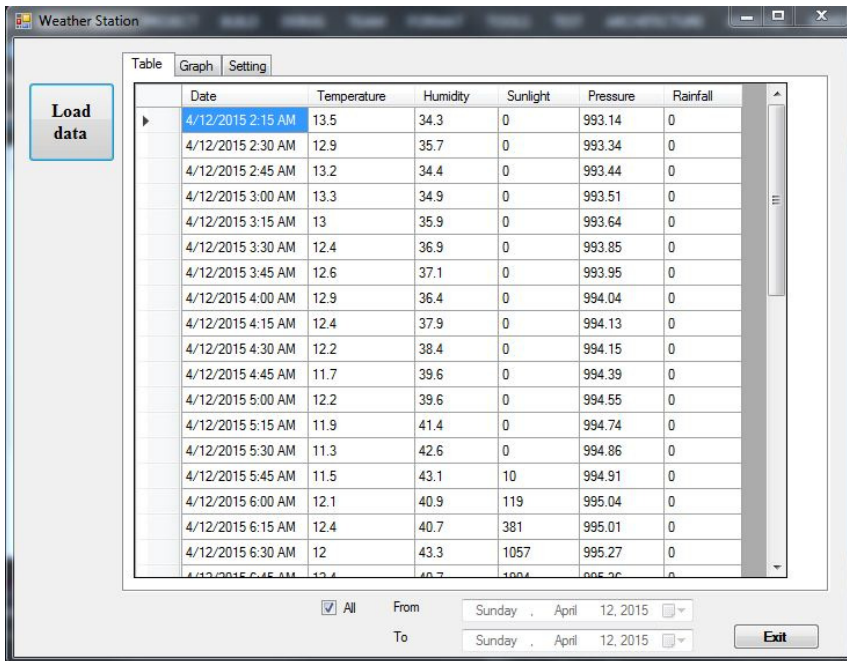 Weather Station
Table Graph Setting
Load
data
Date Temperature Humidity Sunlight Pressure Rainfall
4/12/2015 2:15 AM 13.5 34.3 0 993.14 0
4/12/2015 2:30 AM 12.9 35.7 0 993.34 0
4/12/2015 2:45 AM 13.2 34.4 0 993.44 0
4/12/2015 3:00 AM 13.3 34.9 0 993.51 0
4/12/2015 3:15 AM 13 35.9 0 993.64 0
4/12/2015 3:30 AM 12.4 36.9 0 993.85 0
4/12/2015 3:45 AM 12.6 37.1 0 993.95 0
4/12/2015 4:00 AM 12.9 36.4 0 994.04 0
4/12/2015 4:15 AM 12.4 37.9 0 994.13 0
4/12/2015 4:30 AM 12.2 38.4 0 994.15 0
4/12/2015 4:45 AM 11.7 39.6 0 994.39 0
4/12/2015 5:00 AM 12.2 39.6 0 994.55 0
4/12/2015 5:15 AM 11.9 41.4 0 994.74 0
4/12/2015 5:30 AM 11.3 42.6 0 994.86 0
4/12/2015 5:45 AM 11.5 43.1 10 994.91 0
4/12/2015 6:00 AM 12.1 40.9 119 995.04 0
4/12/2015 6:15 AM 12.4 40.7 381 995.01 0
4/12/2015 6:30 AM 12 43.3 1057 995.27 0
4/12/2015 6:45 AM
All From Sunday , April 12, 2015
To Sunday , April 12, 2015
Exit